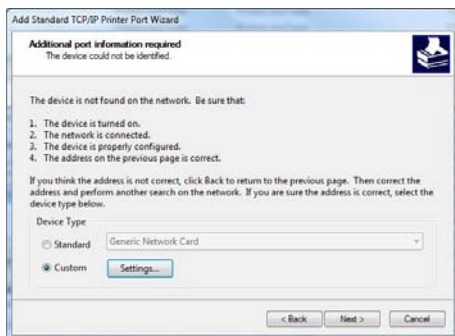 Add Standard TCP/IP Printer Port Wizard
Additional port information required
The device could not be identified.
The device is not found on the network. Be sure that:
1. The device is turned on.
2. The network is connected.
3. The device is properly configured.
4. The address on the previous page is correct.
If you think the address is not correct, click Back to return to the previous page. Then correct the
address and perform another search on the network. If you are sure the address is correct, select the
device type below.
Device Type
Standard
Generic Network Card
Custom
Settings...
< Back
Next >
Cancel